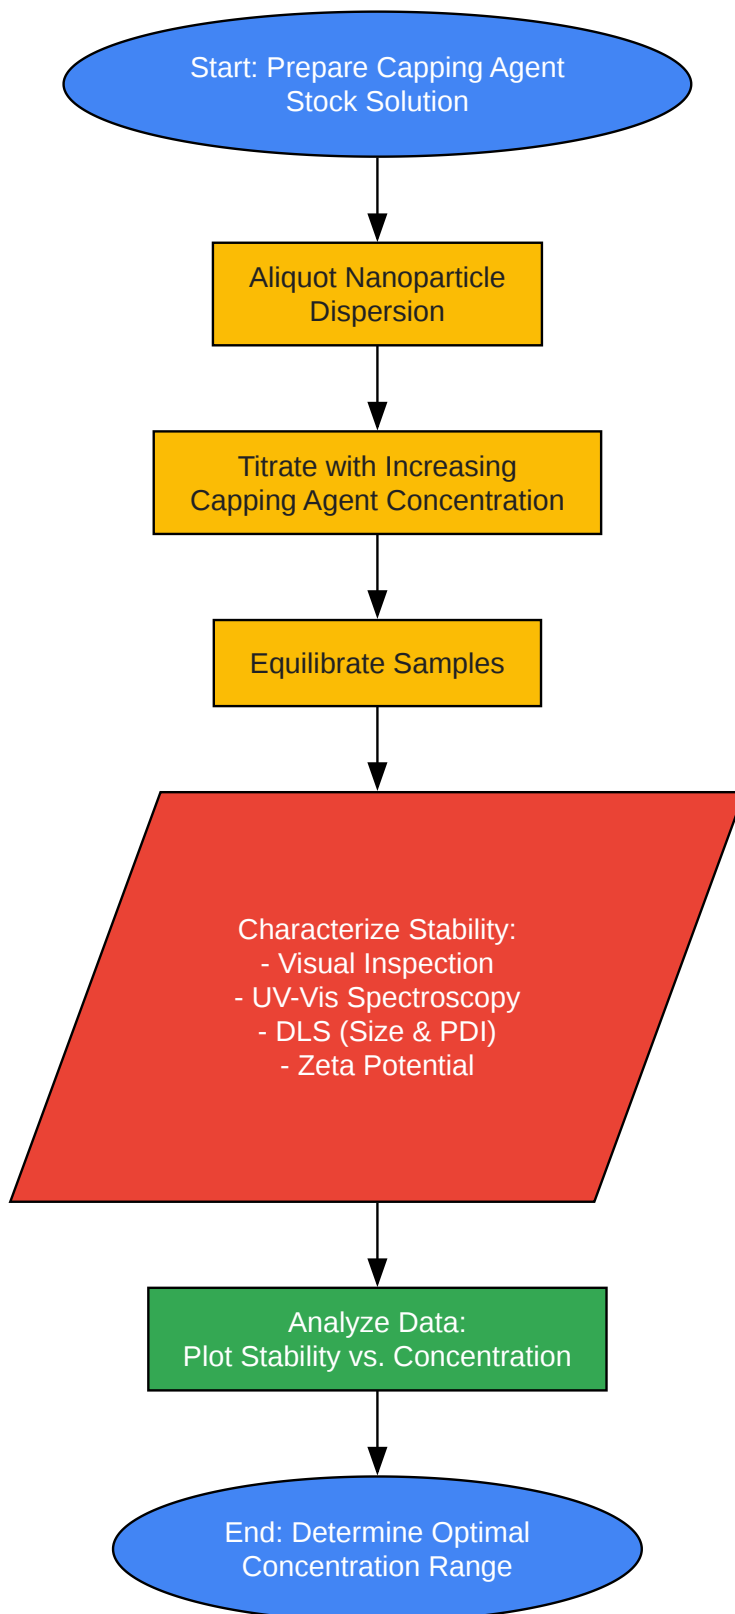 Start: Prepare Capping Agent
Stock Solution
Aliquot Nanoparticle
Dispersion
Titrate with Increasing
Capping Agent Concentration
Equilibrate Samples
Characterize Stability:
- Visual Inspection
- UV-Vis Spectroscopy
- DLS (Size & PDI)
- Zeta Potential
Analyze Data:
Plot Stability vs. Concentration
End: Determine Optimal
Concentration Range